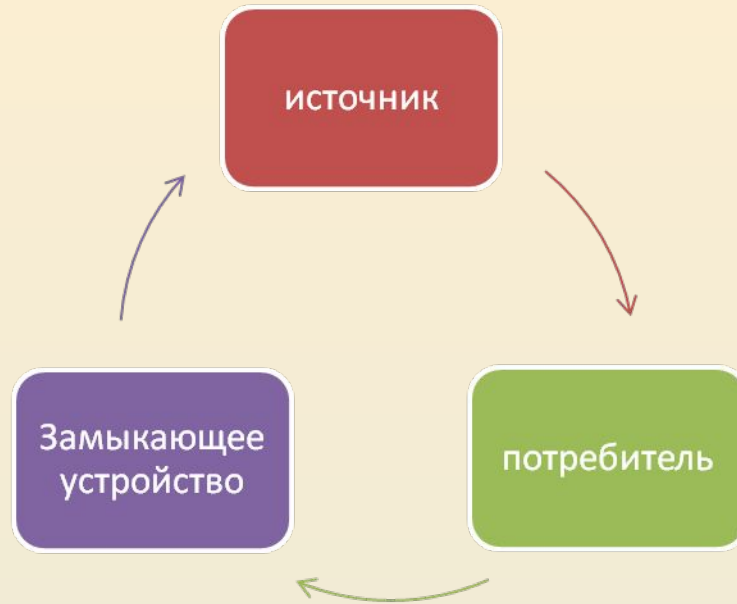 источник
потребитель
Замыкающее
устройство